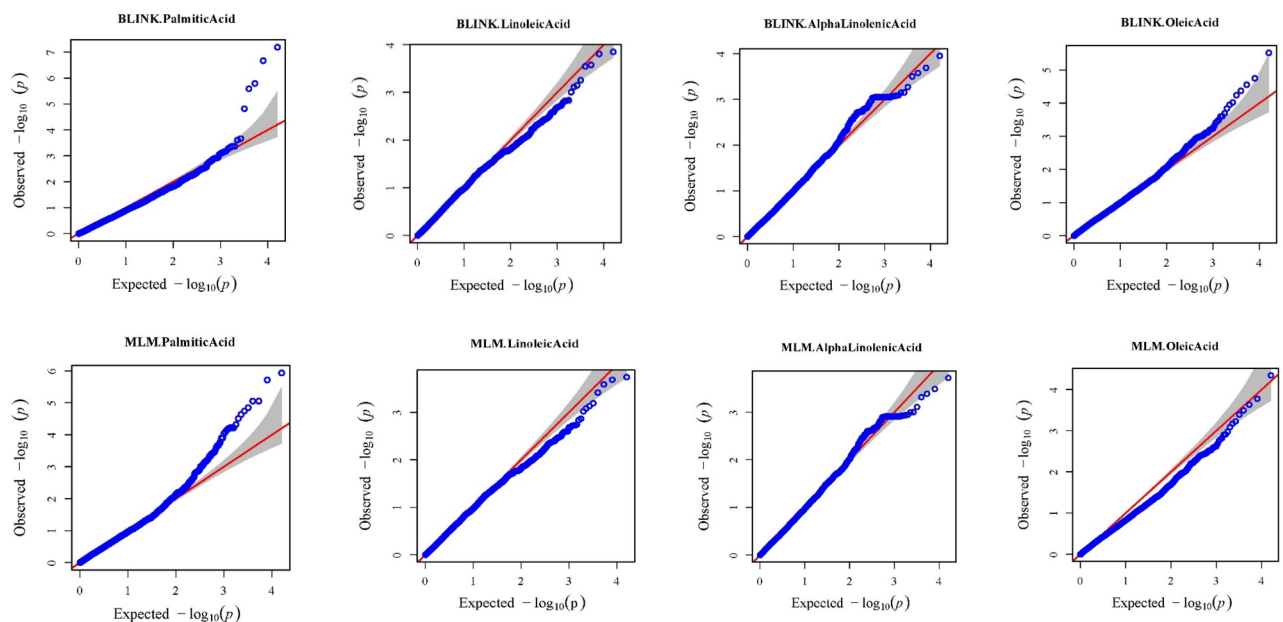 BLINK.PalmiticAcid
BLINK.LinoleicAcid
BLINK.AlphaLinolenicAcid
BLINK.OleicAcid
Observed −log10 (p)
0 1 2 3 4 5 6 7
0 1 2 3 4
Expected −log10(p)
Observed −log10 (p)
0 1 2 3 4
0 1 2 3 4
Expected −log10(p)
Observed −log10 (p)
0 1 2 3 4
0 1 2 3 4
Expected −log10(p)
Observed −log10 (p)
0 1 2 3 4 5
0 1 2 3 4
Expected −log10(p)
MLM.PalmiticAcid
MLM.LinoleicAcid
MLM.AlphaLinolenicAcid
MLM.OleicAcid
Observed −log10 (p)
0 1 2 3 4 5 6
0 1 2 3 4
Expected −log10(p)
Observed −log10 (p)
0 1 2 3
0 1 2 3 4
Expected −log10(p)
Observed −log10 (p)
0 1 2 3
0 1 2 3 4
Expected −log10(p)
Observed −log10 (p)
0 1 2 3 4
0 1 2 3 4
Expected −log10(p)